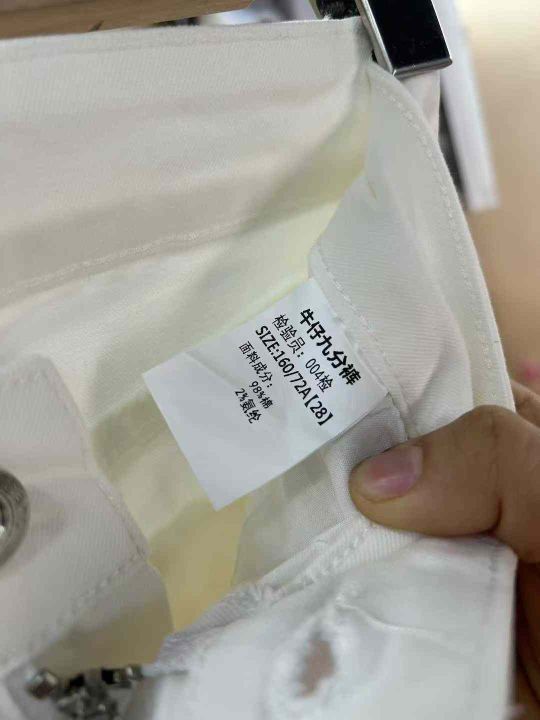 牛仔九分裤
检验员：004检
SIZE:160/72A【28】
面料成分：
98%棉
2%氨纶